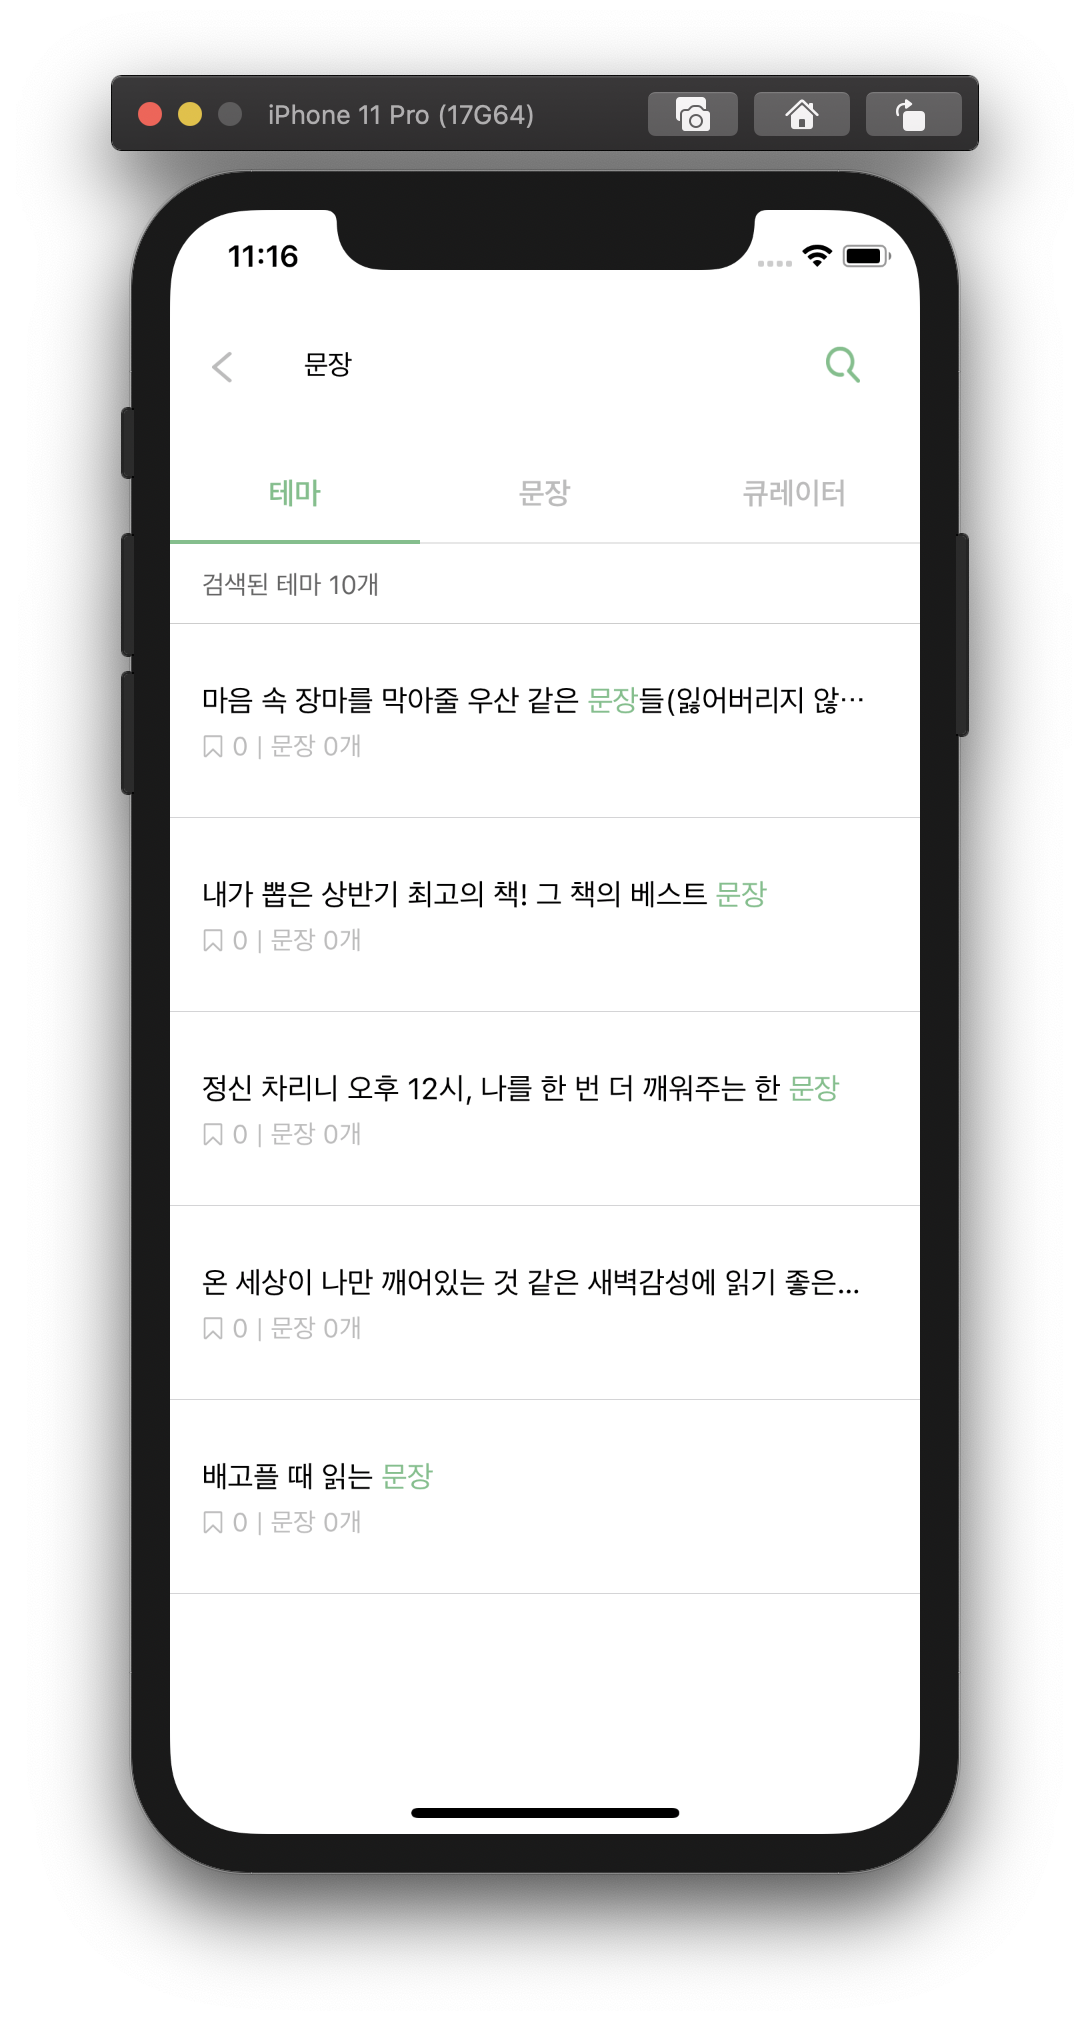 iPhone 11 Pro (17G64)
11:16
문장
테마 문장 큐레이터
검색된 테마 10개
마음 속 장마를 막아줄 우산 같은 문장들(잃어버리지 않…
0 | 문장 0개
내가 뽑은 상반기 최고의 책! 그 책의 베스트 문장
0 | 문장 0개
정신 차리니 오후 12시, 나를 한 번 더 깨워주는 한 문장
0 | 문장 0개
온 세상이 나만 깨어있는 것 같은 새벽감성에 읽기 좋은...
0 | 문장 0개
배고플 때 읽는 문장
0 | 문장 0개